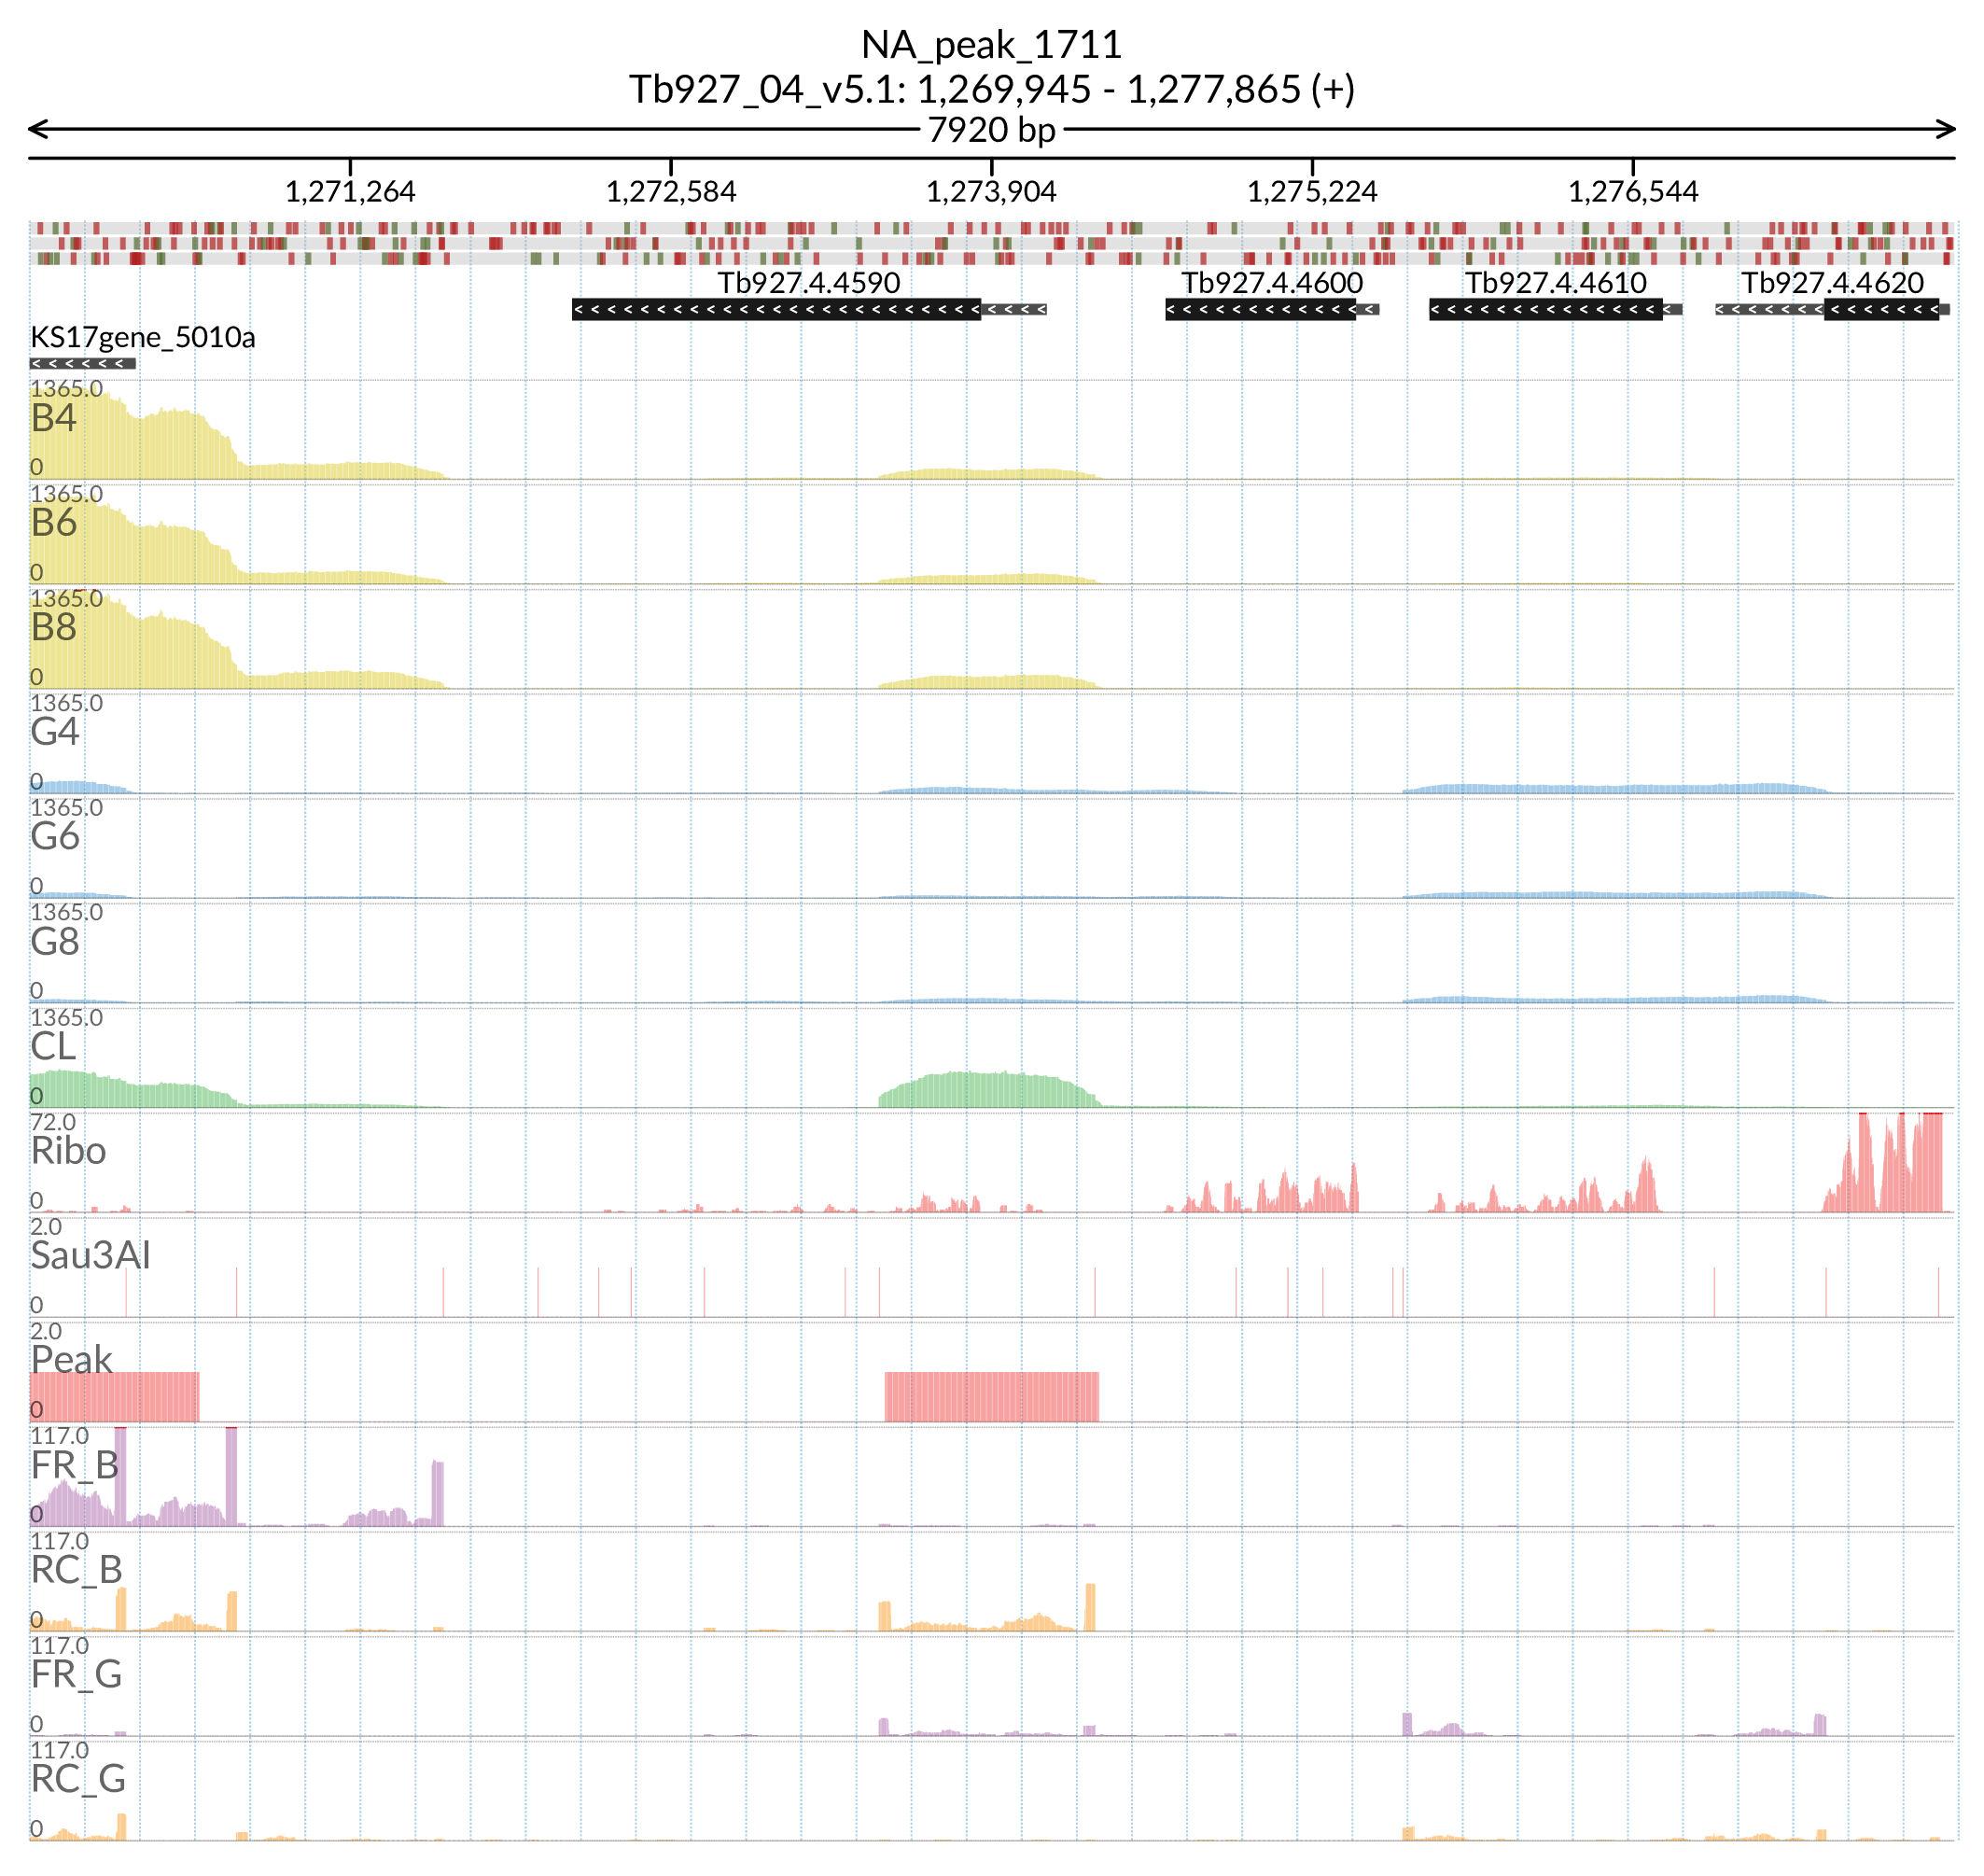 NA_peak_1711
Tb927_04_v5.1: 1,269,945 - 1,277,865 (+)
7920 bp
1,271,264 1,272,584 1,273,904 1,275,224 1,276,544
Tb927.4.4590 Tb927.4.4600 Tb927.4.4610 Tb927.4.4620
KS17gene_5010a
1365.0
B4
0
1365.0
B6
0
1365.0
B8
0
1365.0
G4
0
1365.0
G6
0
1365.0
G8
0
1365.0
CL
0
72.0
Ribo
0
2.0
Sau3AI
0
2.0
Peak
0
117.0
FR_B
0
117.0
RC_B
0
117.0
FR_G
0
117.0
RC_G
0